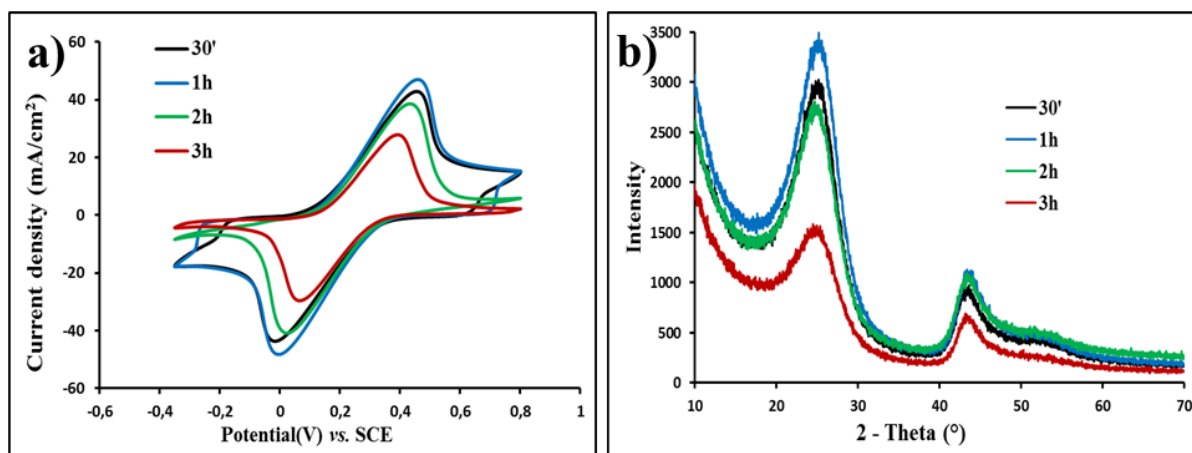 a)
30'
1h
2h
3h
Current density (mA/cm²)
60
40
20
0
-20
-40
-60
-0,6
-0,4
-0,2
0
0,2
0,4
0,6
0,8
1
Potential(V) vs. SCE
b)
30'
1h
2h
3h
Intensity
3500
3000
2500
2000
1500
1000
500
0
10
20
30
40
50
60
70
2 - Theta (°)